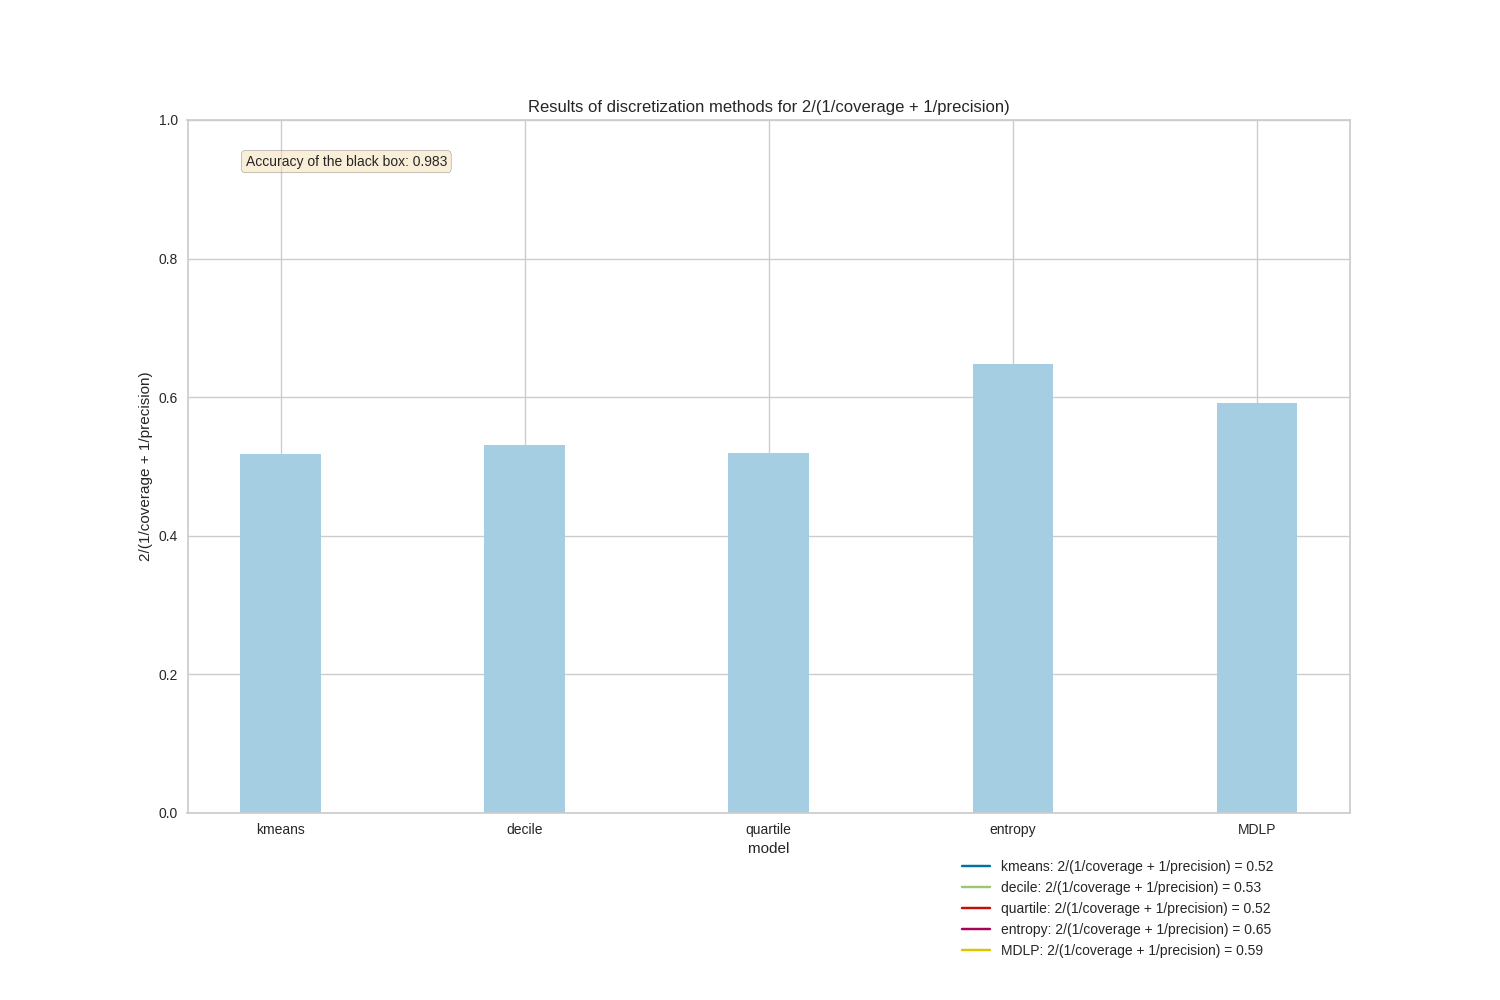 Results of discretization methods for 2/(1/coverage + 1/precision)
1.0
Accuracy of the black box: 0.983
0.8
0.6
2/(1/coverage + 1/precision)
0.4
0.2
0.0
kmeans decile quartile entropy MDLP
model
kmeans: 2/(1/coverage + 1/precision) = 0.52
decile: 2/(1/coverage + 1/precision) = 0.53
quartile: 2/(1/coverage + 1/precision) = 0.52
entropy: 2/(1/coverage + 1/precision) = 0.65
MDLP: 2/(1/coverage + 1/precision) = 0.59